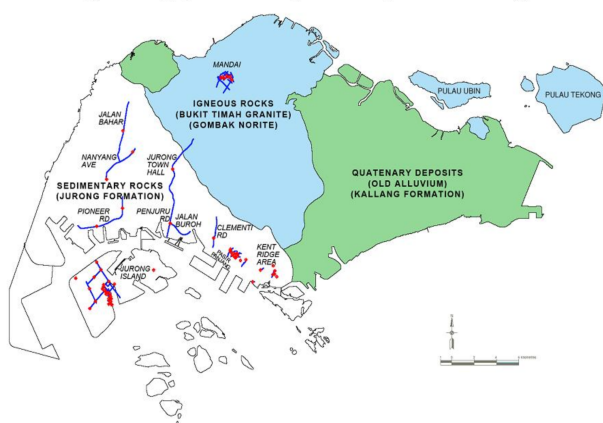 MANDAI
IGNEOUS ROCKS
(BUKIT TIMAH GRANITE)
(GOMBAK NORITE)
PULAU UBIN
PULAU TEKONG
JALAN
BAHAR
NANYANG
AVE
JURONG
TOWN
HALL
SEDIMENTARY ROCKS
(JURONG FORMATION)
QUATENARY DEPOSITS
(OLD ALLUVIUM)
(KALLANG FORMATION)
PIONEER
RD
PENJURU
RD
JALAN
BUROH
CLEMENTI
RD
KENT
RIDGE
AREA
JURONG
ISLAND